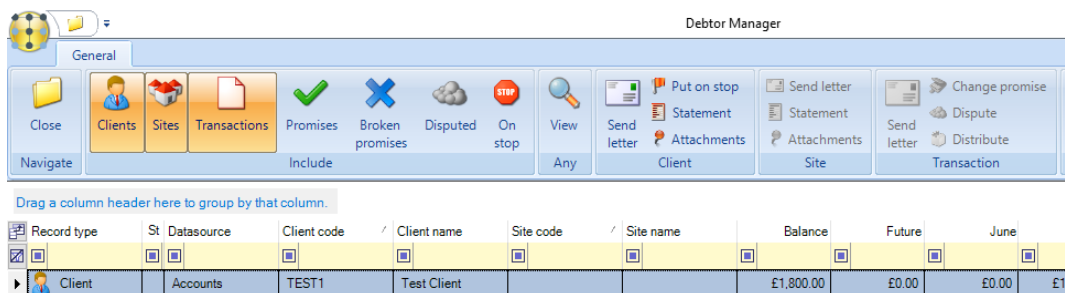 Debtor Manager
General
Close
Clients
Sites
Transactions
Promises
Broken promises
Disputed
STOP
On stop
View
Send letter
Put on stop
Statement
Attachments
Send letter
Statement
Attachments
Send letter
Change promise
Dispute
Distribute
Navigate
Include
Any
Client
Site
Transaction
Drag a column header here to group by that column.
Record type St Datasource Client code Client name Site code Site name Balance Future June
Client Accounts TEST1 Test Client £1,800.00 £0.00 £0.00 £1